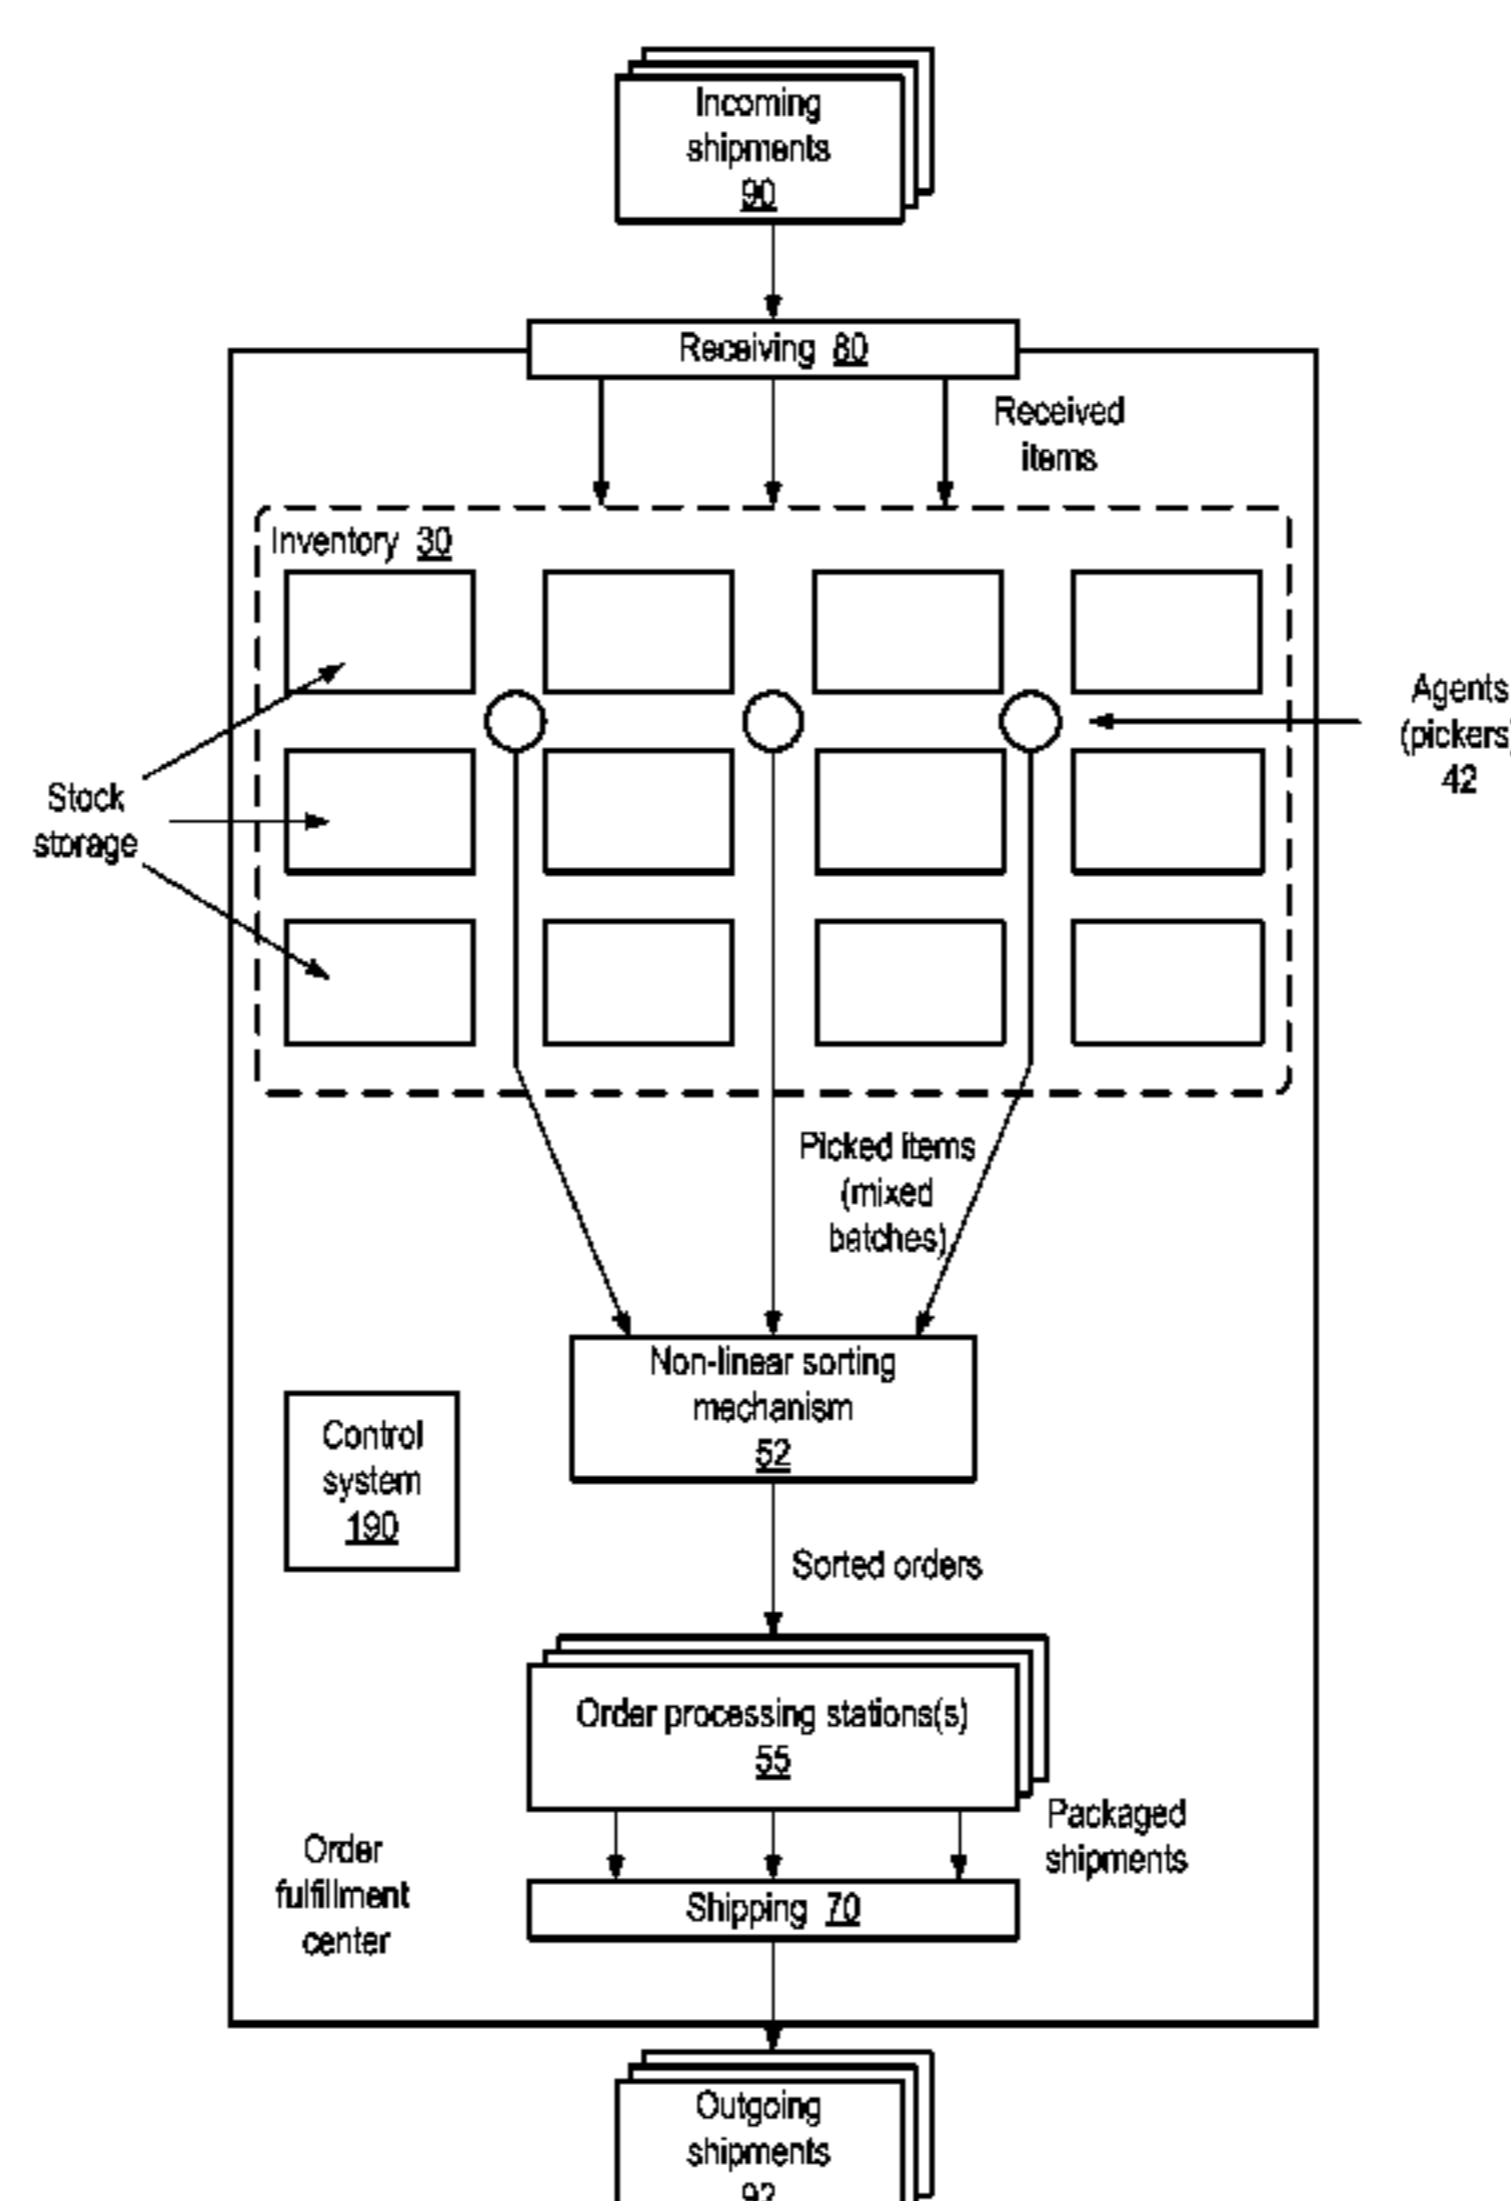 Incoming
shipments
90
Receiving 80
Received
items
Inventory 30
Agents
(pickers)
42
Stock
storage
Picked items
(mixed
batches)
Non-linear sorting
mechanism
52
Control
system
190
Sorted orders
Order processing stations(s)
55
Packaged
shipments
Order
fulfillment
center
Shipping 70
Outgoing
shipments
92